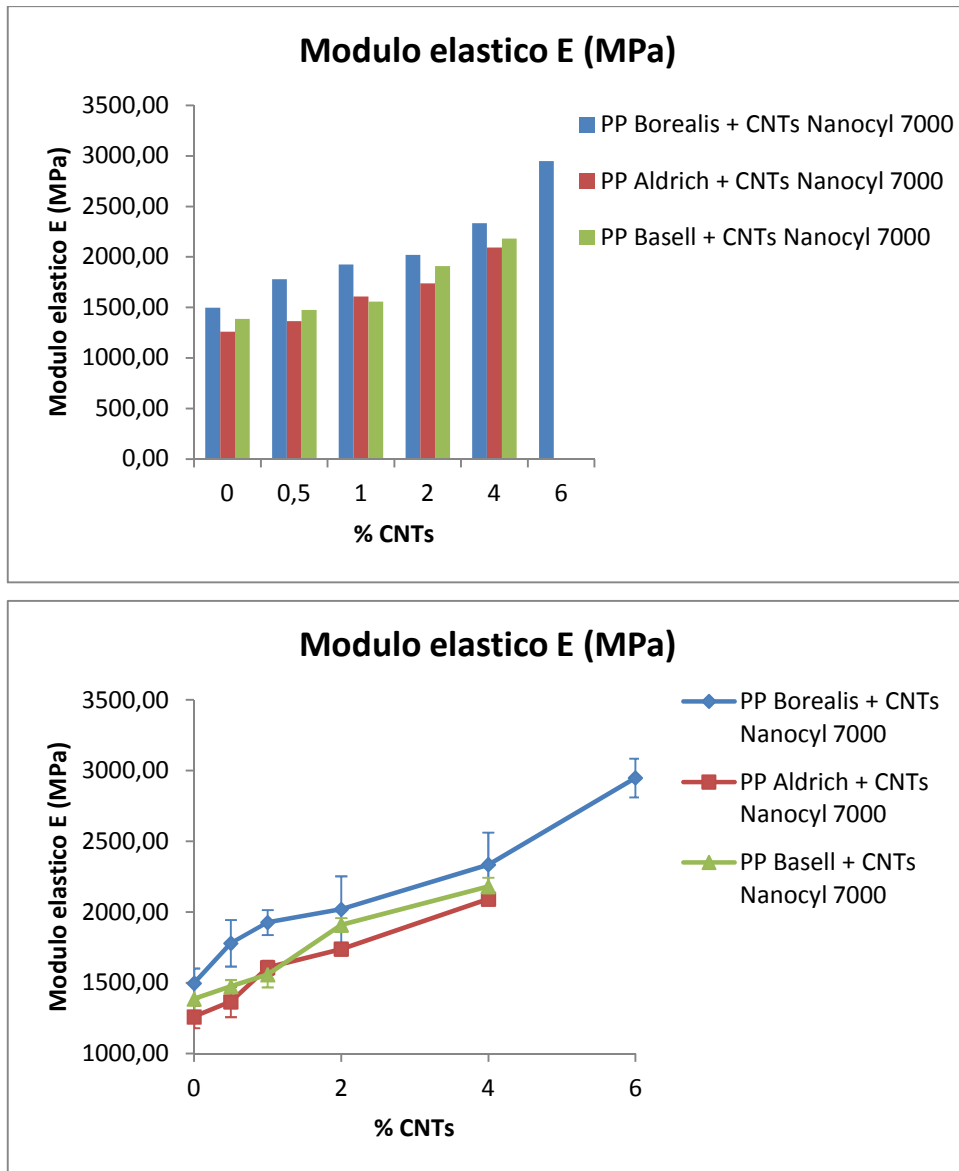 Modulo elastico E (MPa)
3500,00
3000,00
2500,00
2000,00
1500,00
1000,00
500,00
0,00
Modulo elastico E (MPa)
0
0,5
1
2
4
6
% CNTs
PP Borealis + CNTs Nanocyl 7000
PP Aldrich + CNTs Nanocyl 7000
PP Basell + CNTs Nanocyl 7000
Modulo elastico E (MPa)
3500,00
3000,00
2500,00
2000,00
1500,00
1000,00
Modulo elastico E (MPa)
0
2
4
6
% CNTs
PP Borealis + CNTs
Nanocyl 7000
PP Aldrich + CNTs
Nanocyl 7000
PP Basell + CNTs
Nanocyl 7000